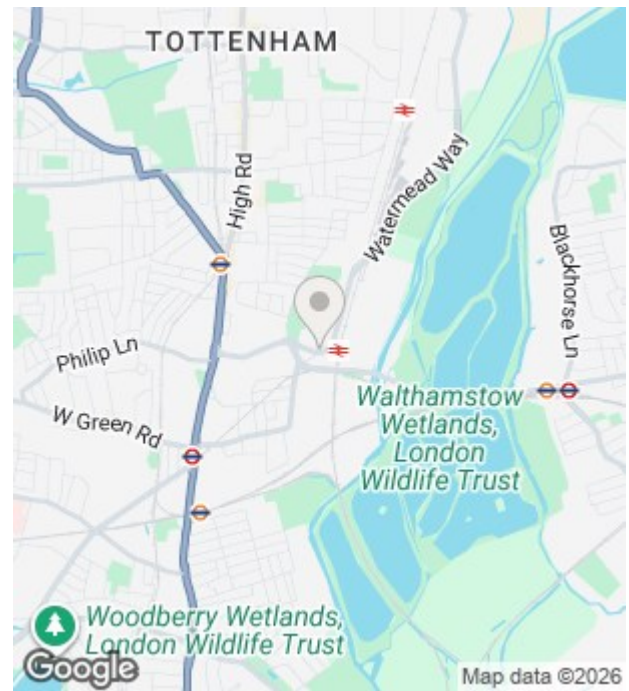 TOTTENHAM
High Rd
Watermead Way
Blackhorse Ln
Philip Ln
W Green Rd
Walthamstow
Wetlands,
London
Wildlife Trust
Woodberry Wetlands,
London Wildlife Trust
Google
Map data ©2026